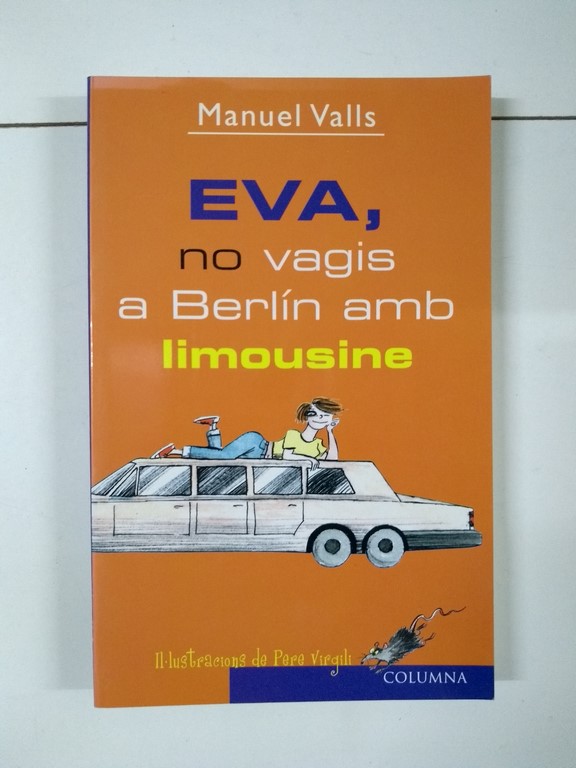 Manuel Valls
EVA,
no vagis
a Berlín amb
limousine
Il·lustracions de Pere Virgili
COLUMNA